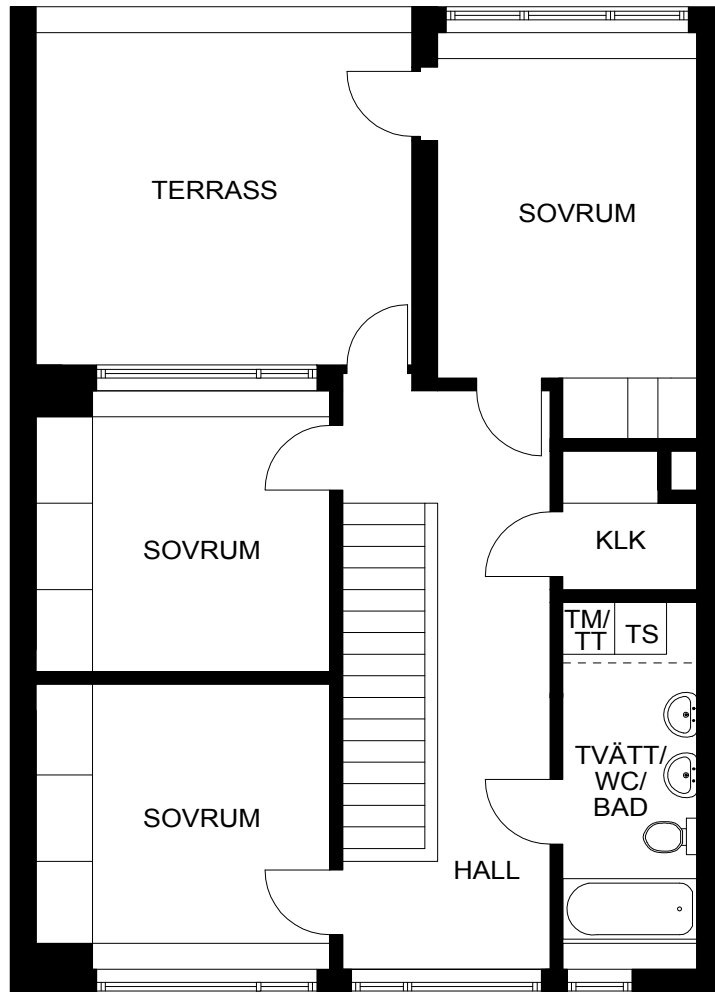 TERRASS
SOVRUM
SOVRUM
KLK
TM/
TT
TS
TVÄTT/
WC/
BAD
SOVRUM
HALL